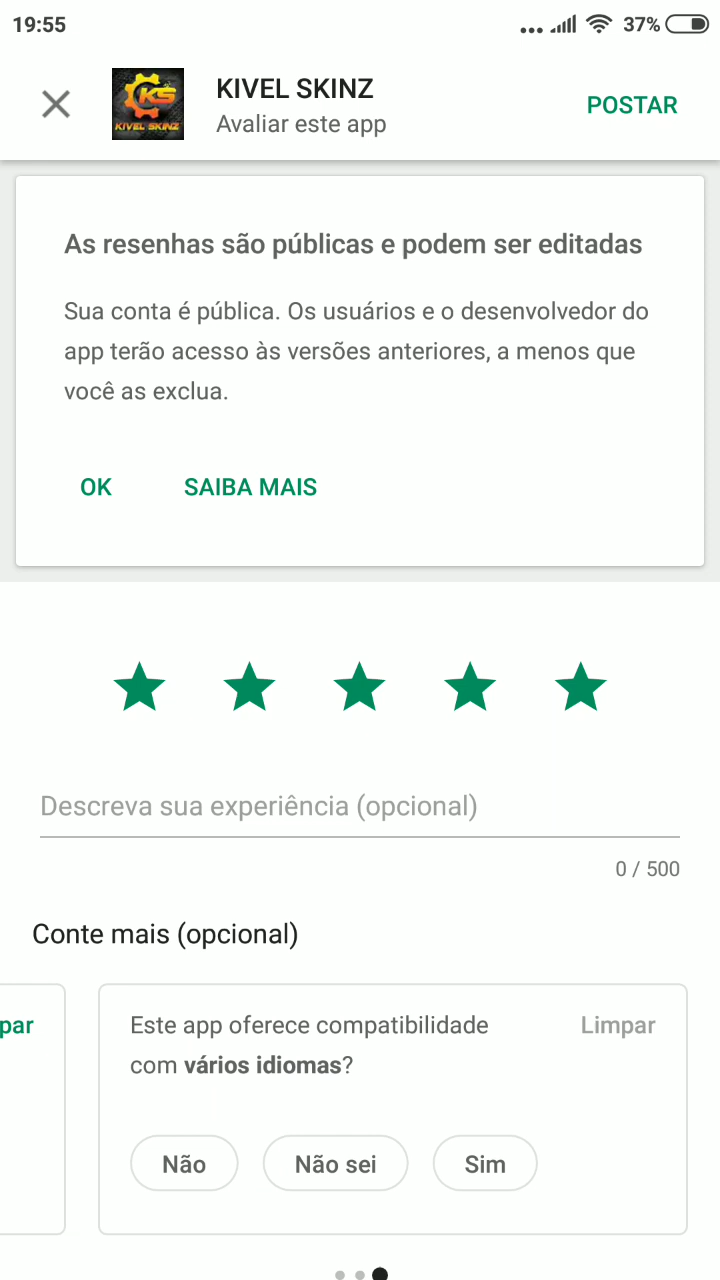 19:55
37%
KIVEL SKINZ
Avaliar este app
POSTAR
KS
KIVEL SKINZ
As resenhas são públicas e podem ser editadas
Sua conta é pública. Os usuários e o desenvolvedor do
app terão acesso às versões anteriores, a menos que
você as exclua.
OK
SAIBA MAIS
Descreva sua experiência (opcional)
0 / 500
Conte mais (opcional)
par
Este app oferece compatibilidade
com vários idiomas?
Limpar
Não
Não sei
Sim